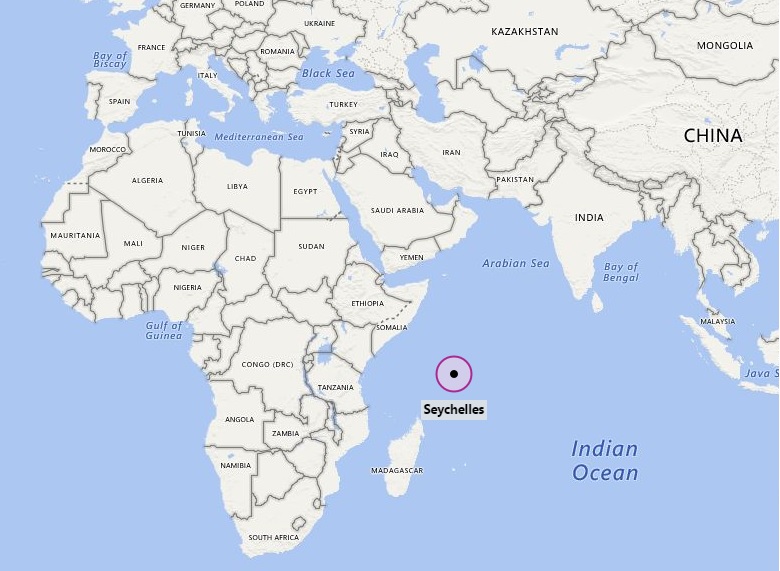 GERMANY
POLAND
UKRAINE
KAZAKHSTAN
MONGOLIA
FRANCE
Bay of
Biscay
ROMANIA
ITALY
Black Sea
SPAIN
TURKEY
CHINA
TUNISIA
Mediterranean Sea
SYRIA
MOROCCO
IRAQ
IRAN
ALGERIA
LIBYA
EGYPT
PAKISTAN
SAUDI ARABIA
INDIA
MAURITANIA
MALI
NIGER
CHAD
SUDAN
YEMEN
Arabian Sea
Bay of
Bengal
NIGERIA
ETHIOPIA
Gulf of
Guinea
SOMALIA
MALAYSIA
CONGO (DRC)
TANZANIA
Java S
Seychelles
ANGOLA
ZAMBIA
Indian
Ocean
NAMIBIA
MADAGASCAR
SOUTH AFRICA